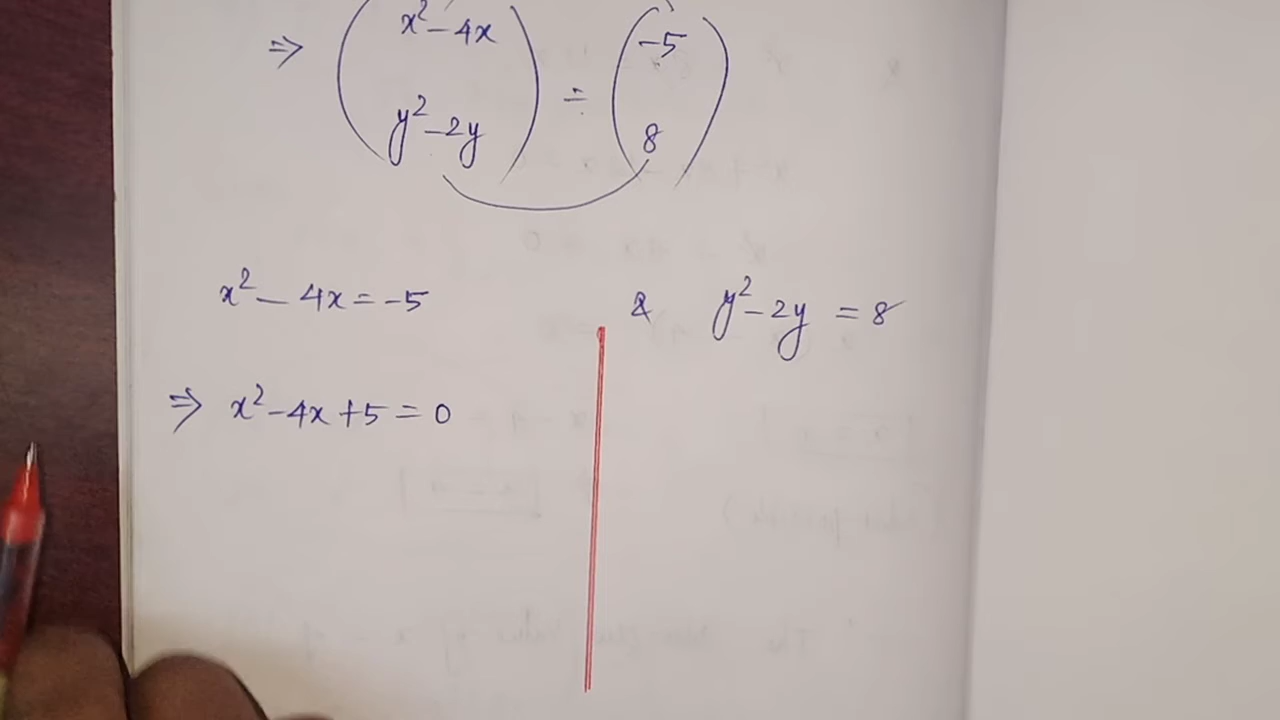 ⇒ (x² - 4x) = (-5)
(y² - 2y) (8)
x² - 4x = -5 & y² - 2y = 8
⇒ x² - 4x + 5 = 0